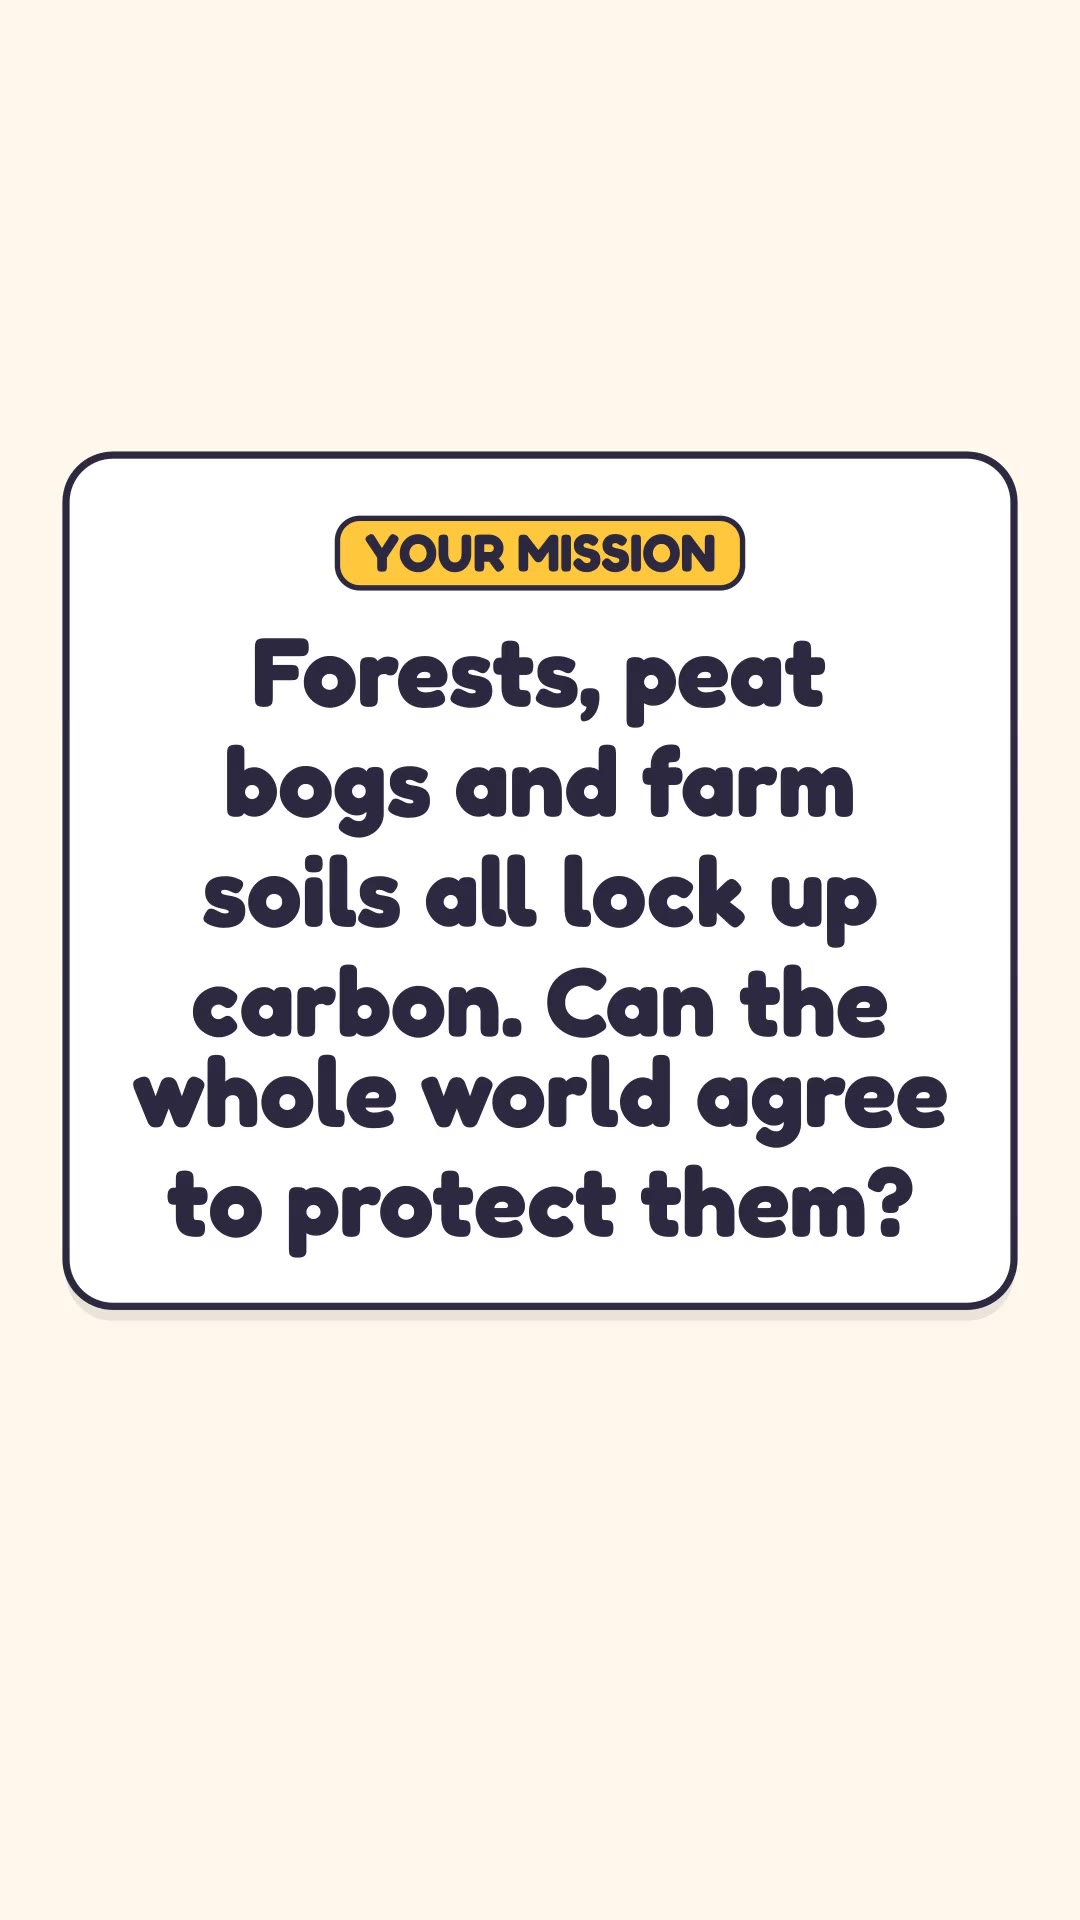 YOUR MISSION
Forests, peat
bogs and farm
soils all lock up
carbon. Can the
whole world agree
to protect them?